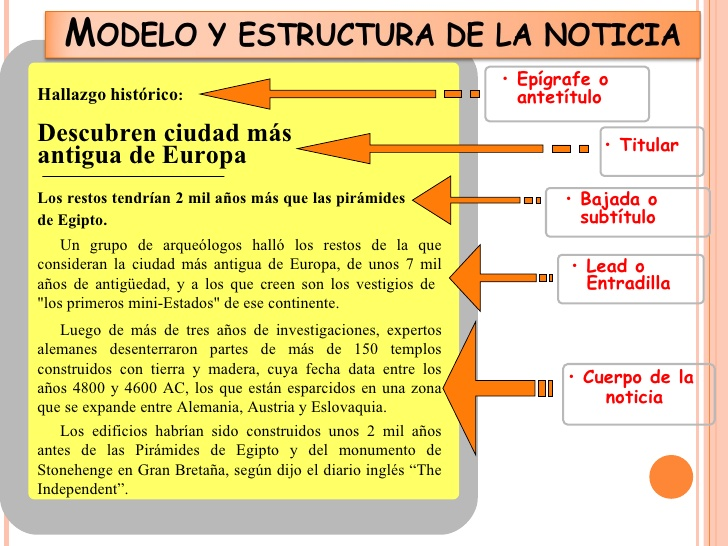 MODELO Y ESTRUCTURA DE LA NOTICIA
Hallazgo histórico:
• Epígrafe o
antetítulo
Descubren ciudad más
antigua de Europa
• Titular
Los restos tendrían 2 mil años más que las pirámides
de Egipto.
• Bajada o
subtítulo
Un grupo de arqueólogos halló los restos de la que
consideran la ciudad más antigua de Europa, de unos 7 mil
años de antigüedad, y a los que creen son los vestigios de
"los primeros mini-Estados" de ese continente.
• Lead o
Entradilla
Luego de más de tres años de investigaciones, expertos
alemanes desenterraron partes de más de 150 templos
construidos con tierra y madera, cuya fecha data entre los
años 4800 y 4600 AC, los que están esparcidos en una zona
que se expande entre Alemania, Austria y Eslovaquia.
Los edificios habrían sido construidos unos 2 mil años
antes de las Pirámides de Egipto y del monumento de
Stonehenge en Gran Bretaña, según dijo el diario inglés “The
Independent”.
• Cuerpo de la
noticia